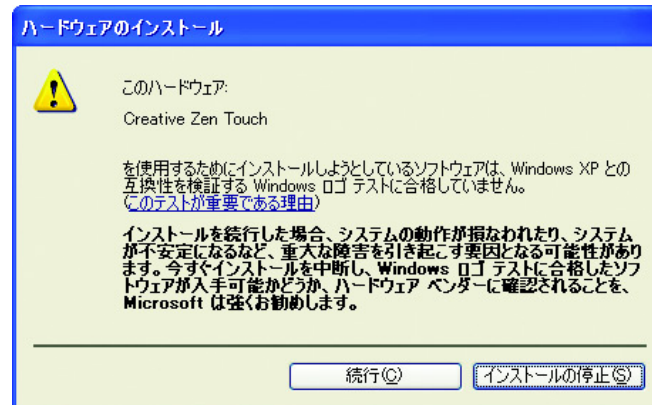 ハードウェアのインストール
このハードウェア:
Creative Zen Touch
を使用するためにインストールしようとしているソフトウェアは、Windows XP との
互換性を検証する Windows ロゴ テストに合格していません。
(このテストが重要である理由)
インストールを続行した場合、システムの動作が損なわれたり、システム
が不安定になるなど、重大な障害を引き起こす要因となる可能性があり
ます。今すぐインストールを中断し、Windows ロゴ テストに合格したソフ
トウェアが入手可能かどうか、ハードウェア ベンダーに確認されることを、
Microsoft は強くお勧めします。
続行(C) インストールの停止(S)